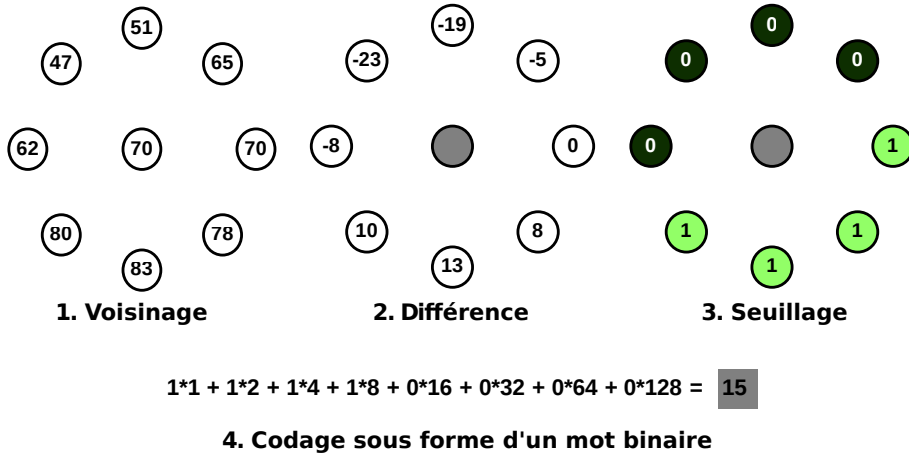 51 -19 0
47 65 -23 -5 0 0
62 70 70 -8 0 0 1
80 78 10 8 1 1
83 13 1
1. Voisinage 2. Différence 3. Seuillage
1*1 + 1*2 + 1*4 + 1*8 + 0*16 + 0*32 + 0*64 + 0*128 = 15
4. Codage sous forme d'un mot binaire